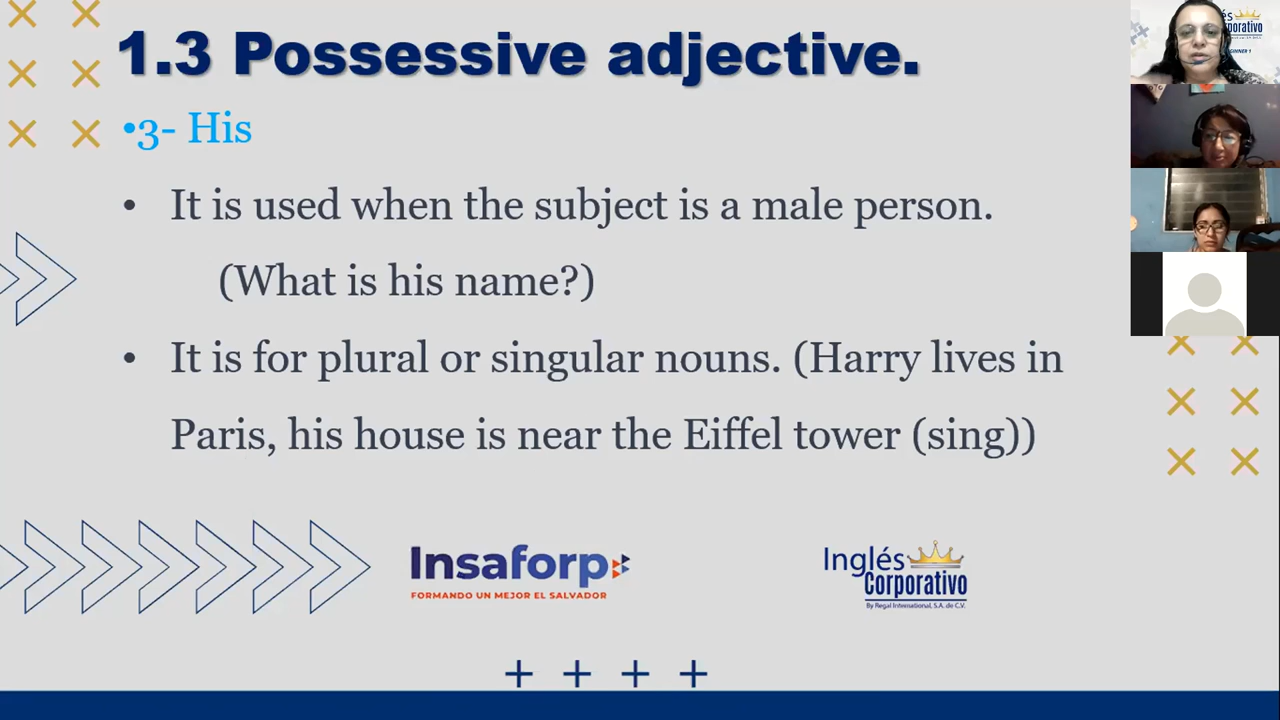 1.3 Possessive adjective.
•3- His
• It is used when the subject is a male person.
(What is his name?)
• It is for plural or singular nouns. (Harry lives in
Paris, his house is near the Eiffel tower (sing))
Insaforp
FORMANDO UN MEJOR EL SALVADOR
Inglés
Corporativo
By Regal International, S.A. de C.V.